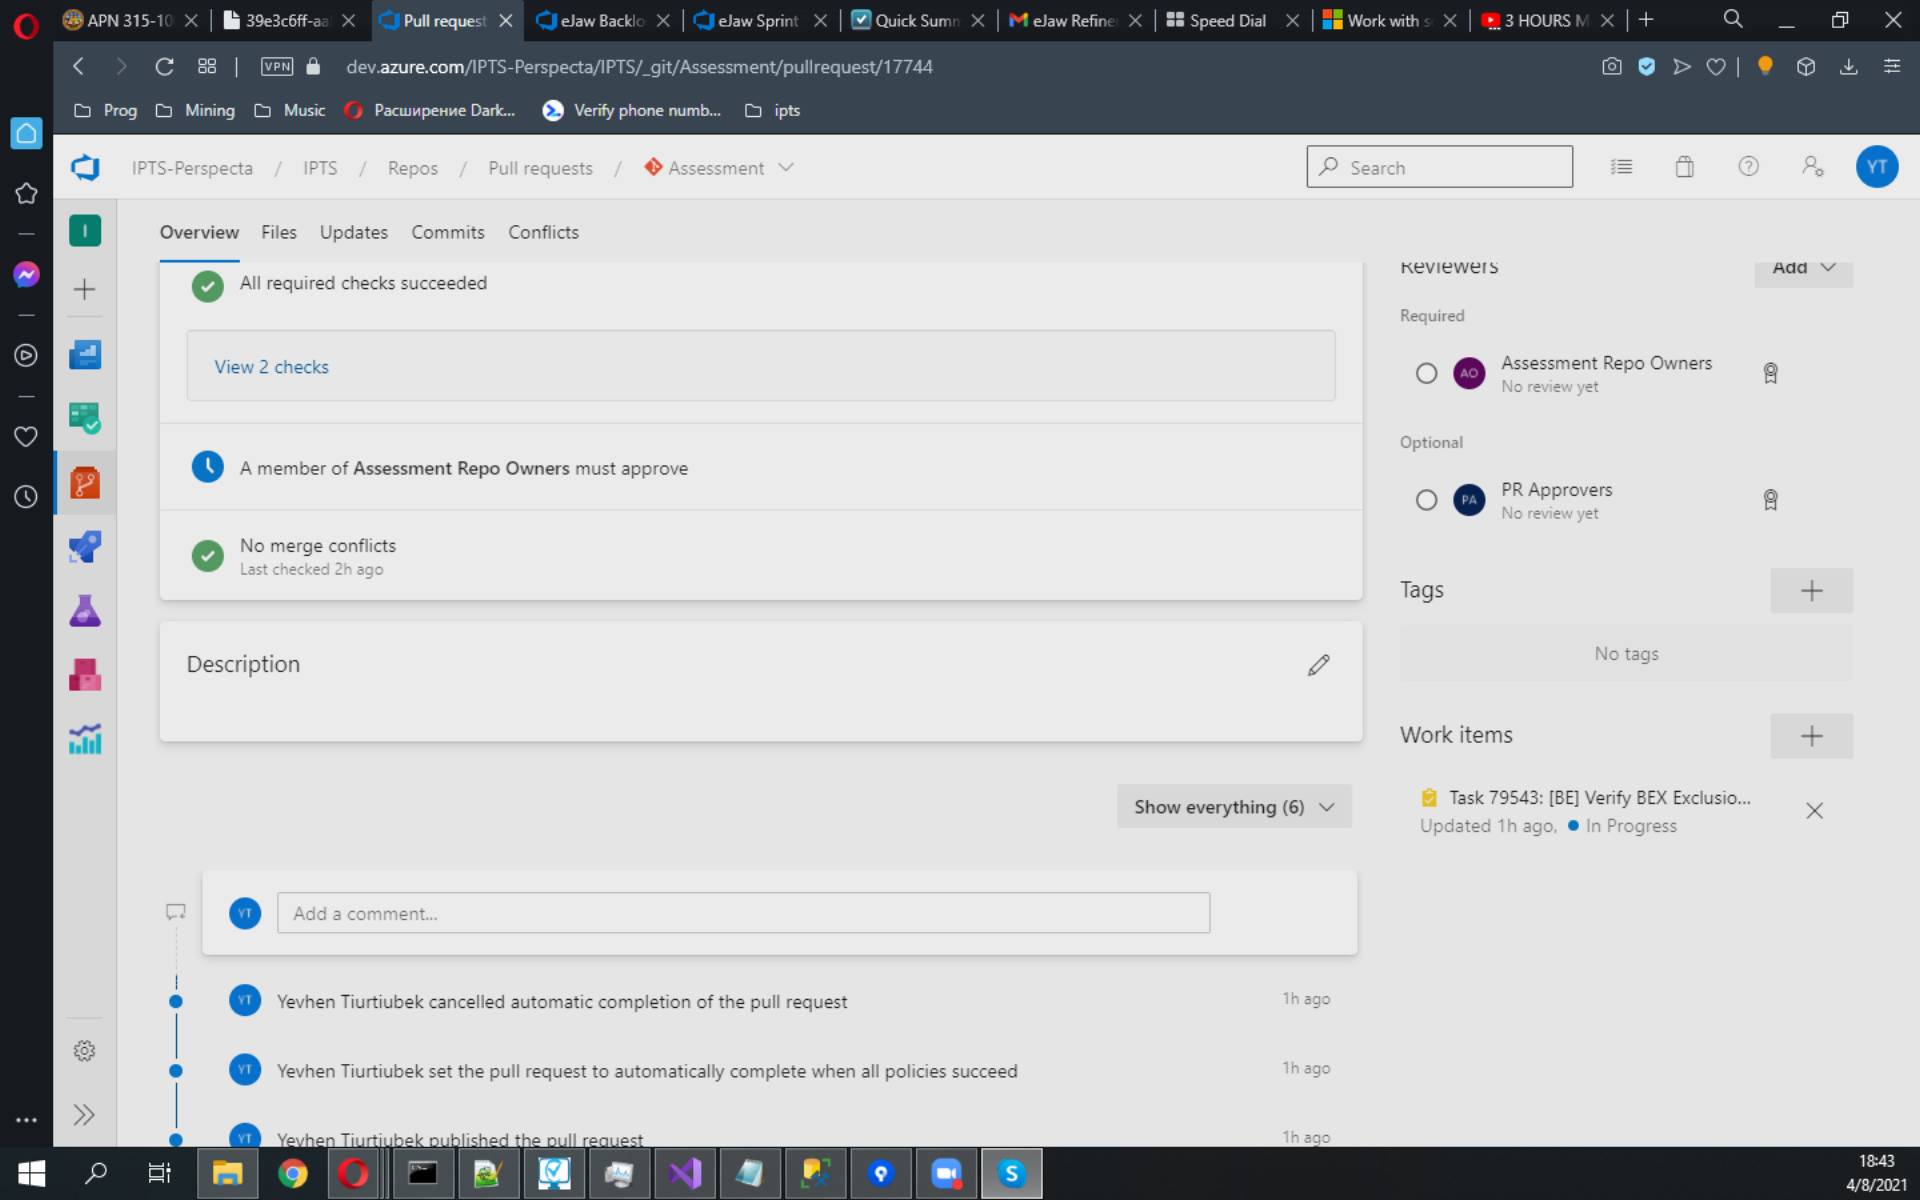 APN 315-10
39e3c6ff-aa
Pull request
eJaw Backlo
eJaw Sprint
Quick Summ
eJaw Refine
Speed Dial
Work with s
3 HOURS M
VPN
dev.azure.com/IPTS-Perspecta/IPTS/_git/Assessment/pullrequest/17744
Prog
Mining
Music
Расширение Dark...
Verify phone numb...
ipts
IPTS-Perspecta / IPTS / Repos / Pull requests / Assessment
Search
YT
I
Overview
Files
Updates
Commits
Conflicts
All required checks succeeded
View 2 checks
A member of Assessment Repo Owners must approve
No merge conflicts
Last checked 2h ago
Description
Show everything (6)
YT
Add a comment...
YT
Yevhen Tiurtiubek cancelled automatic completion of the pull request
1h ago
YT
Yevhen Tiurtiubek set the pull request to automatically complete when all policies succeed
1h ago
YT
Yevhen Tiurtiubek published the pull request
1h ago
Reviewers
Add
Required
AO
Assessment Repo Owners
No review yet
Optional
PA
PR Approvers
No review yet
Tags
No tags
Work items
Task 79543: [BE] Verify BEX Exclusio...
Updated 1h ago, In Progress
18:43
4/8/2021